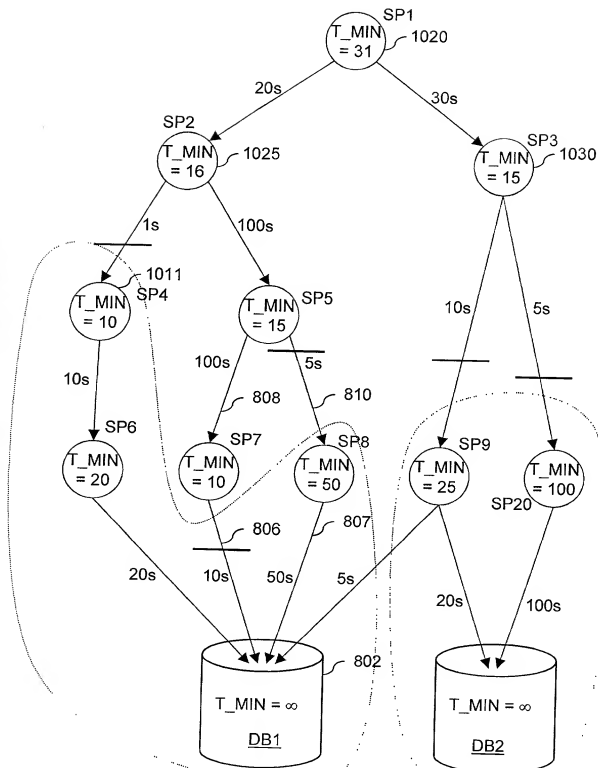 SP1
T_MIN
= 31
1020
20s
30s
SP2
T_MIN
= 16
1025
SP3
T_MIN
= 15
1030
1s
100s
1011
SP4
T_MIN
= 10
SP5
T_MIN
= 15
10s
5s
10s
100s
5s
808
810
SP6
T_MIN
= 20
SP7
T_MIN
= 10
SP8
T_MIN
= 50
SP9
T_MIN
= 25
T_MIN
= 100
SP20
806
807
20s
10s
50s
5s
20s
100s
802
T_MIN = ∞
DB1
T_MIN = ∞
DB2